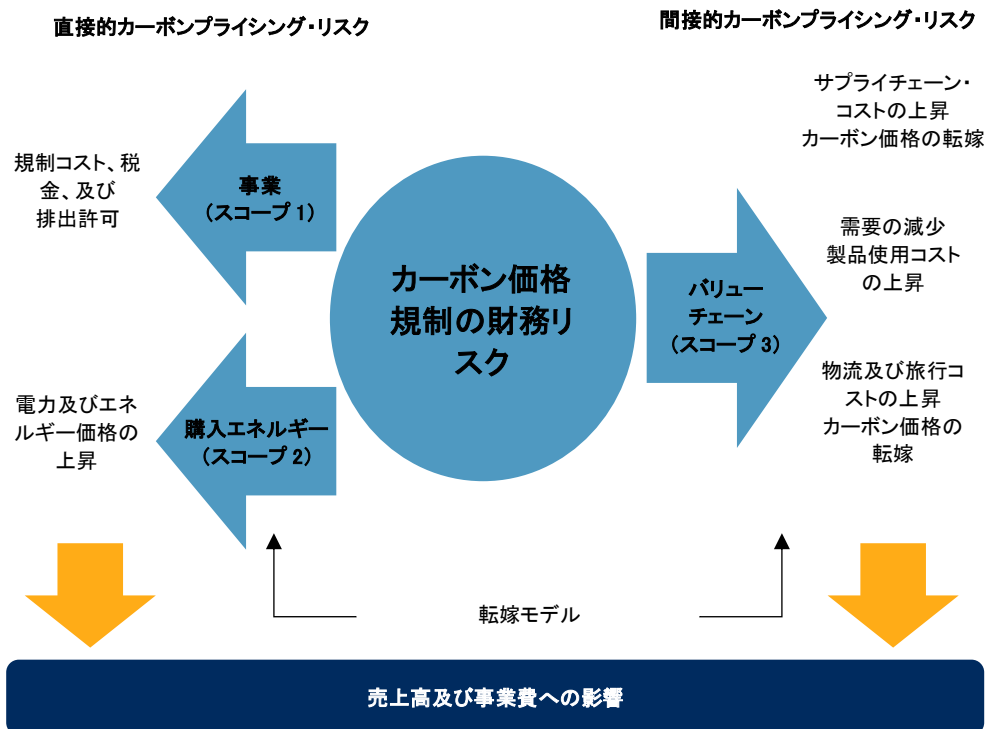 直接的カーボンプライシング・リスク
間接的カーボンプライシング・リスク
規制コスト、税
金、及び
排出許可
事業
（スコープ 1）
電力及びエネ
ルギー価格の
上昇
購入エネルギー
（スコープ 2）
カーボン価格
規制の財務リ
スク
バリュー
チェーン
（スコープ 3）
サプライチェーン・
コストの上昇
カーボン価格の転嫁
需要の減少
製品使用コスト
の上昇
物流及び旅行コ
ストの上昇
カーボン価格の
転嫁
転嫁モデル
売上高及び事業費への影響